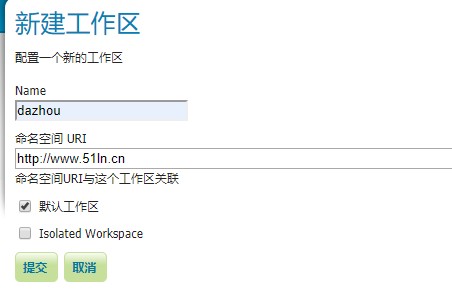 新建工作区
配置一个新的工作区
Name
dazhou
命名空间 URI
http://www.51ln.cn
命名空间URI与这个工作区关联
默认工作区
Isolated Workspace
提交 取消